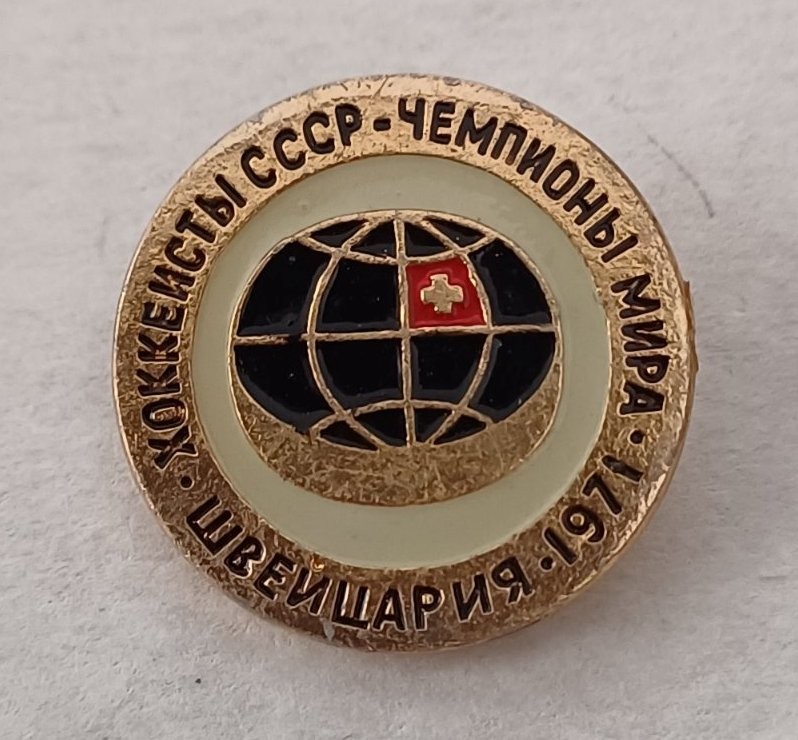 ХОККЕИСТЫ СССР - ЧЕМПИОНЫ МИРА · 1971 · ШВЕЙЦАРИЯ ·